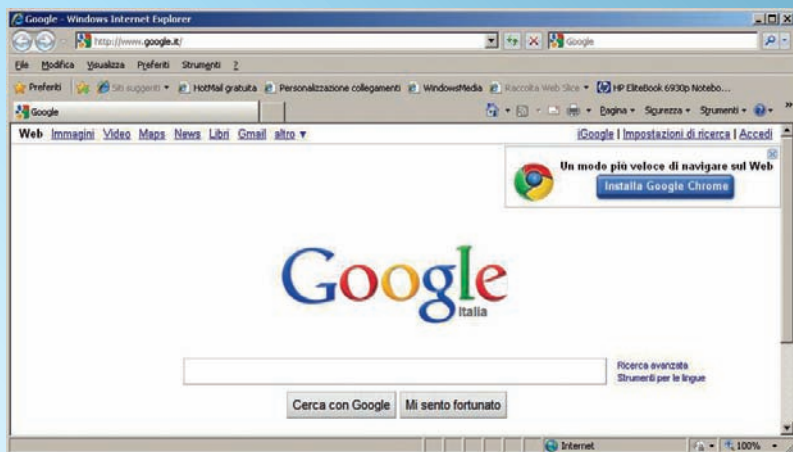 Google - Windows Internet Explorer
http://www.google.it/ Google
File Modifica Visualizza Preferiti Strumenti ?
Preferiti Siti suggeriti HotMail gratuita Personalizzazione collegamenti WindowsMedia Raccolta Web Slice HP EliteBook 6930p Notebo...
Google Pagina Sicurezza Strumenti »
Web Immagini Video Maps News Libri Gmail altro ▼ iGoogle | Impostazioni di ricerca | Accedi
Un modo più veloce di navigare sul Web
Installa Google Chrome
Google
Italia
Ricerca avanzata
Strumenti per le lingue
Cerca con Google Mi sento fortunato
Internet 100%